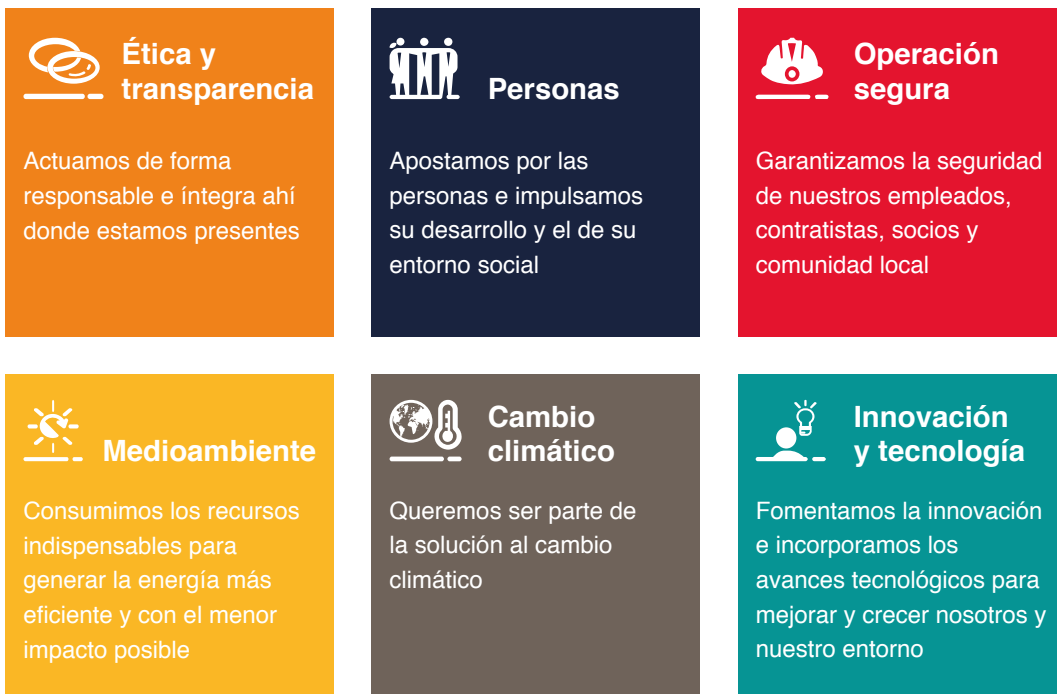 Ética y
transparencia
Actuamos de forma
responsable e íntegra ahí
donde estamos presentes
Personas
Apostamos por las
personas e impulsamos
su desarrollo y el de su
entorno social
Operación
segura
Garantizamos la seguridad
de nuestros empleados,
contratistas, socios y
comunidad local
Medioambiente
Consumimos los recursos
indispensables para
generar la energía más
eficiente y con el menor
impacto posible
Cambio
climático
Queremos ser parte de
la solución al cambio
climático
Innovación
y tecnología
Fomentamos la innovación
e incorporamos los
avances tecnológicos para
mejorar y crecer nosotros y
nuestro entorno